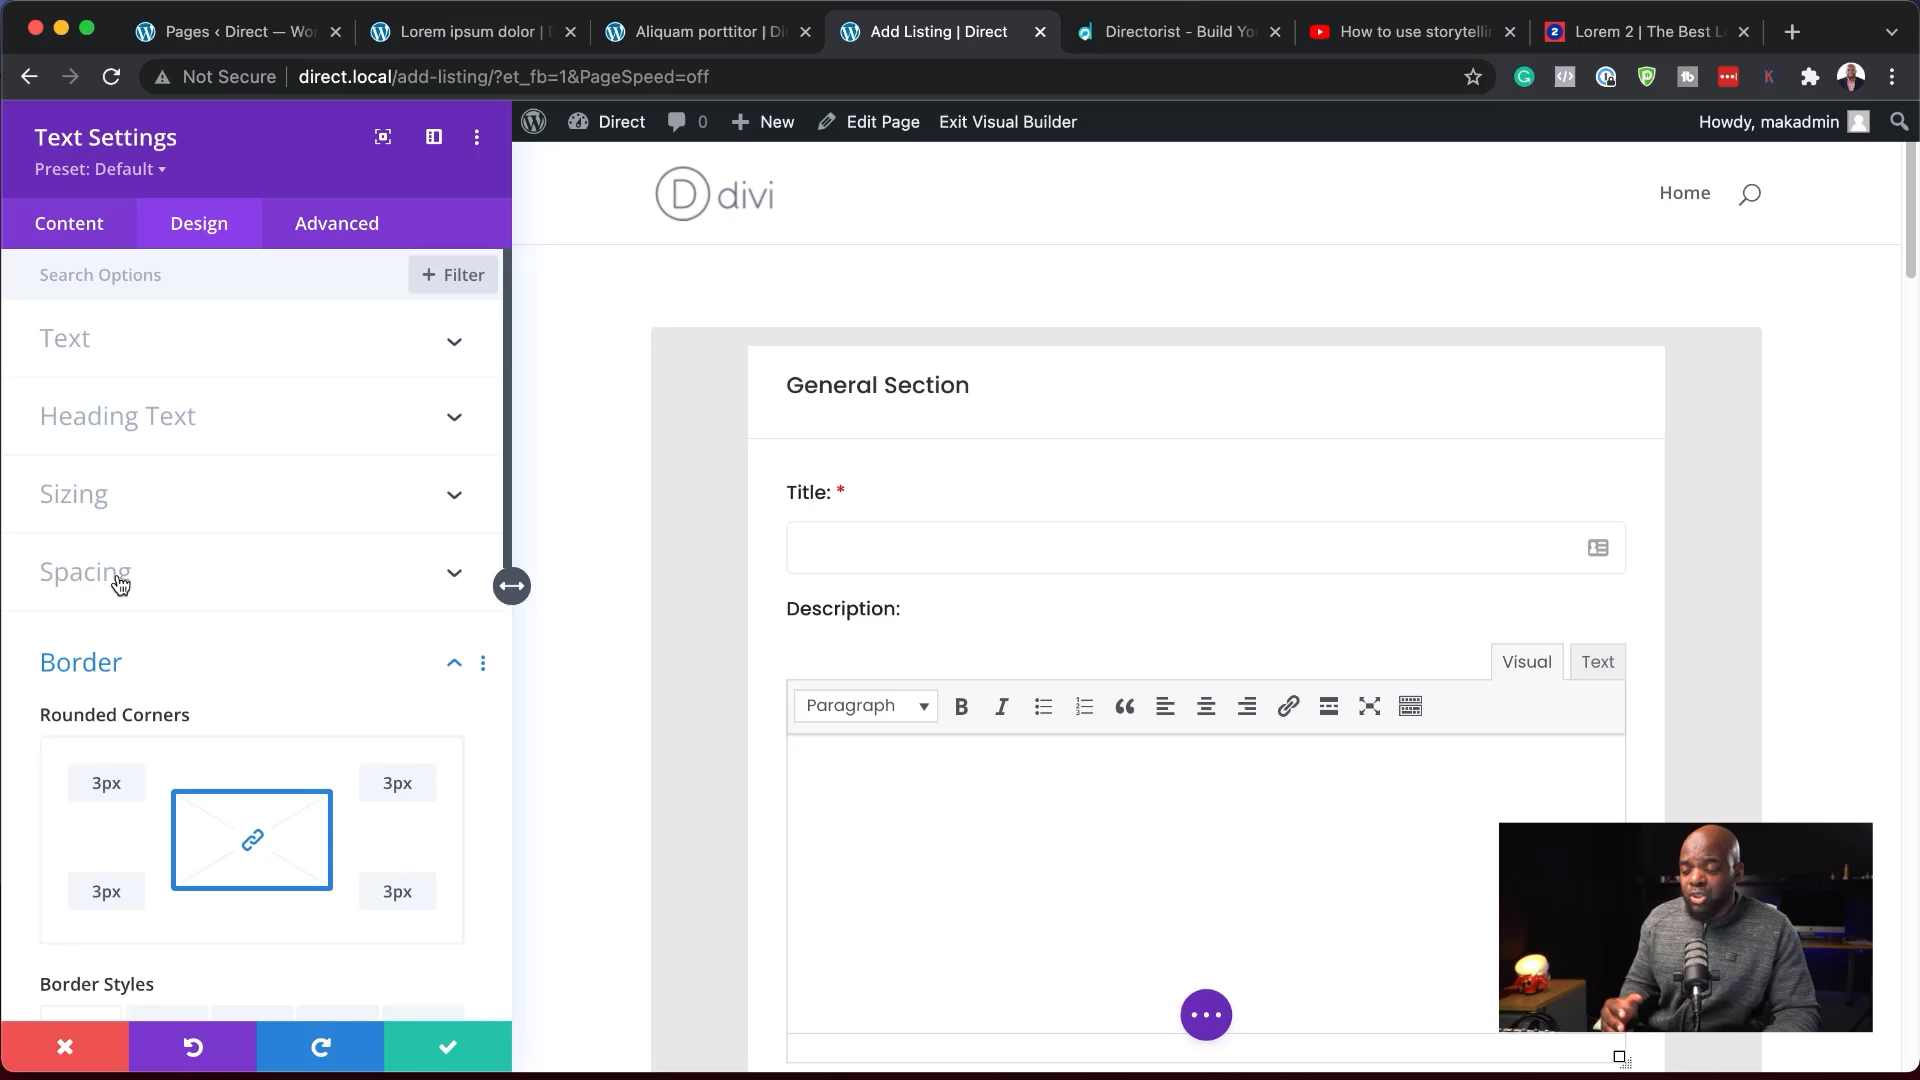 Pages ‹ Direct — Wor
Lorem ipsum dolor | D
Aliquam porttitor | Di
Add Listing | Direct
Directorist - Build Yo
How to use storytellin
2
Lorem 2 | The Best L
Not Secure
direct.local/add-listing/?et_fb=1&PageSpeed=off
Text Settings
Preset: Default
Direct
0
New
Edit Page
Exit Visual Builder
Howdy, makadmin
Content
Design
Advanced
D divi
Home
Search Options
+ Filter
Text
Heading Text
Sizing
Spacing
Border
Rounded Corners
3px
3px
3px
3px
Border Styles
General Section
Title: *
Description:
Visual
Text
Paragraph
B
I